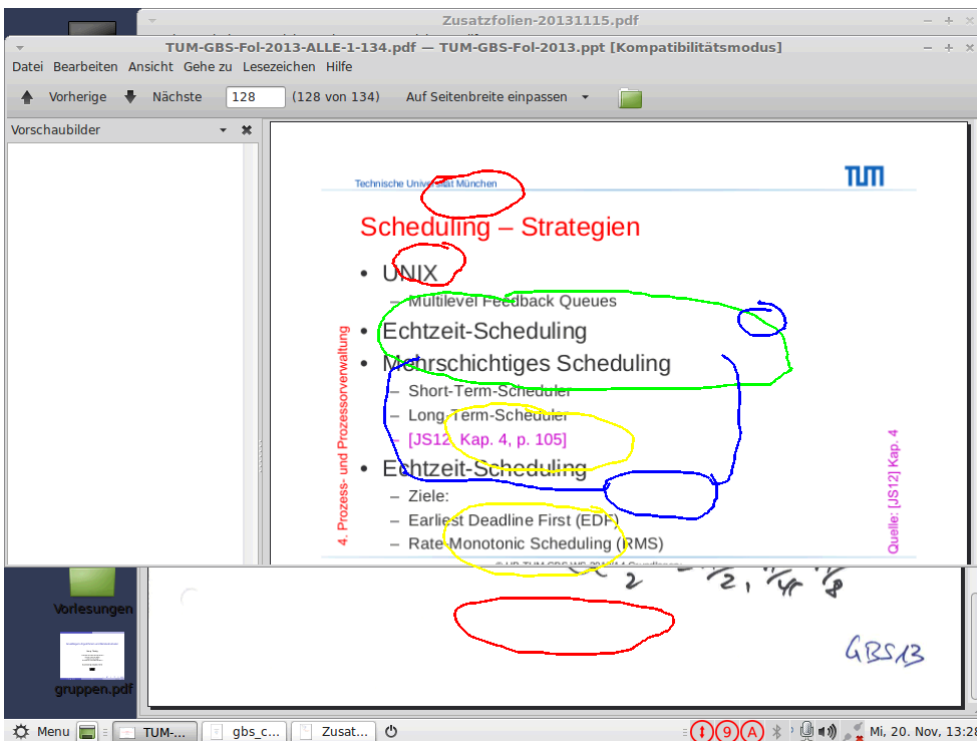 Zusatzfolien-20131115.pdf
TUM-GBS-Fol-2013-ALLE-1-134.pdf — TUM-GBS-Fol-2013.ppt [Kompatibilitätsmodus]
Datei Bearbeiten Ansicht Gehe zu Lesezeichen Hilfe
Vorherige Nächste 128 (128 von 134) Auf Seitenbreite einpassen
Vorschaubilder
Technische Universität München
TUM
Scheduling – Strategien
• UNIX
– Multilevel Feedback Queues
• Echtzeit-Scheduling
• Mehrschichtiges Scheduling
– Short-Term-Scheduler
– Long-Term-Scheduler
– [JS12, Kap. 4, p. 105]
• Echtzeit-Scheduling
– Ziele:
– Earliest Deadline First (EDF)
– Rate-Monotonic Scheduling (RMS)
4. Prozess- und Prozessorverwaltung
Quelle: [JS12] Kap. 4
Vorlesungen
GBS13
gruppen.pdf
Menu TUM-... gbs_c... Zusat... 9 A Mi, 20. Nov, 13:2